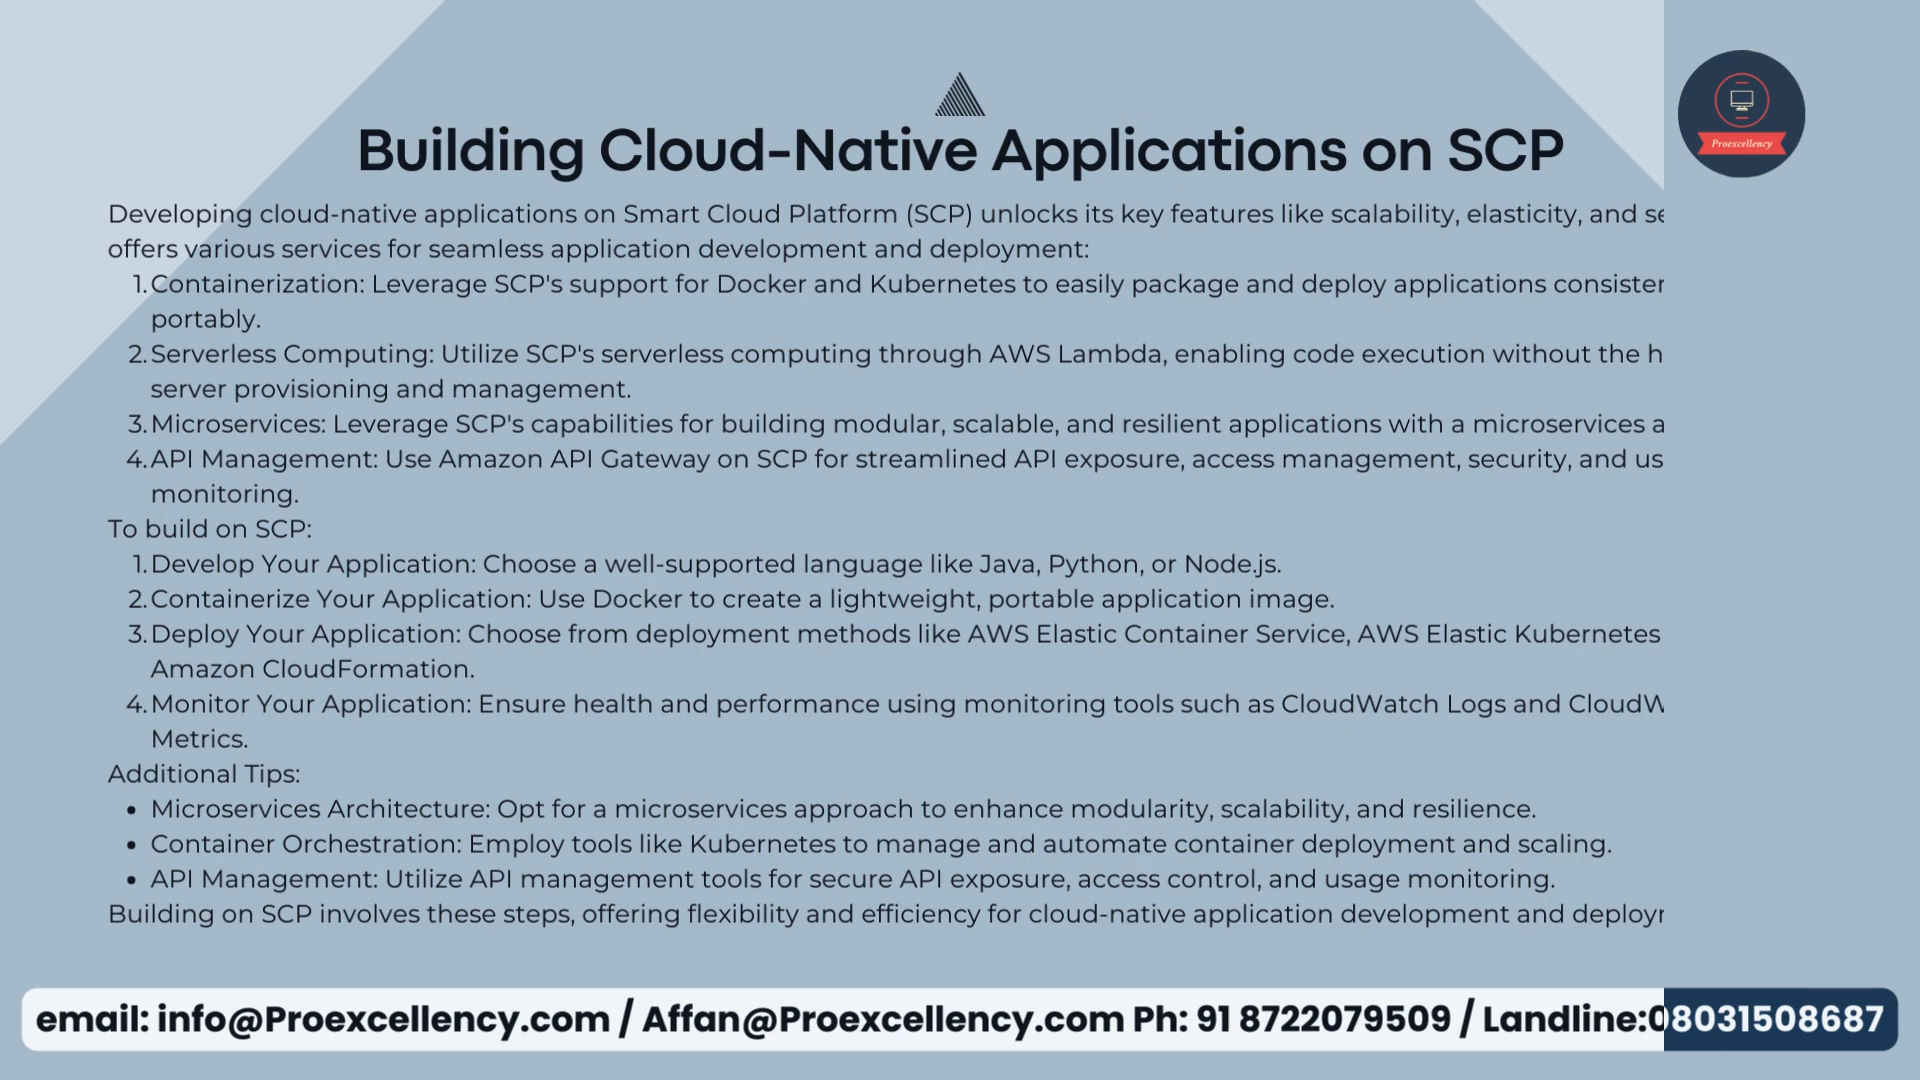 Building Cloud-Native Applications on SCP
Proexcellency
Developing cloud-native applications on Smart Cloud Platform (SCP) unlocks its key features like scalability, elasticity, and
offers various services for seamless application development and deployment:
1. Containerization: Leverage SCP's support for Docker and Kubernetes to easily package and deploy applications
portably.
2. Serverless Computing: Utilize SCP's serverless computing through AWS Lambda, enabling code execution without the
server provisioning and management.
3. Microservices: Leverage SCP's capabilities for building modular, scalable, and resilient applications with a microservices
4. API Management: Use Amazon API Gateway on SCP for streamlined API exposure, access management, security, and
monitoring.
To build on SCP:
1. Develop Your Application: Choose a well-supported language like Java, Python, or Node.js.
2. Containerize Your Application: Use Docker to create a lightweight, portable application image.
3. Deploy Your Application: Choose from deployment methods like AWS Elastic Container Service, AWS Elastic Kubernetes
Amazon CloudFormation.
4. Monitor Your Application: Ensure health and performance using monitoring tools such as CloudWatch Logs and
Metrics.
Additional Tips:
• Microservices Architecture: Opt for a microservices approach to enhance modularity, scalability, and resilience.
• Container Orchestration: Employ tools like Kubernetes to manage and automate container deployment and scaling.
• API Management: Utilize API management tools for secure API exposure, access control, and usage monitoring.
Building on SCP involves these steps, offering flexibility and efficiency for cloud-native application development and
email: info@Proexcellency.com / Affan@Proexcellency.com Ph: 91 8722079509 / Landline:08031508687